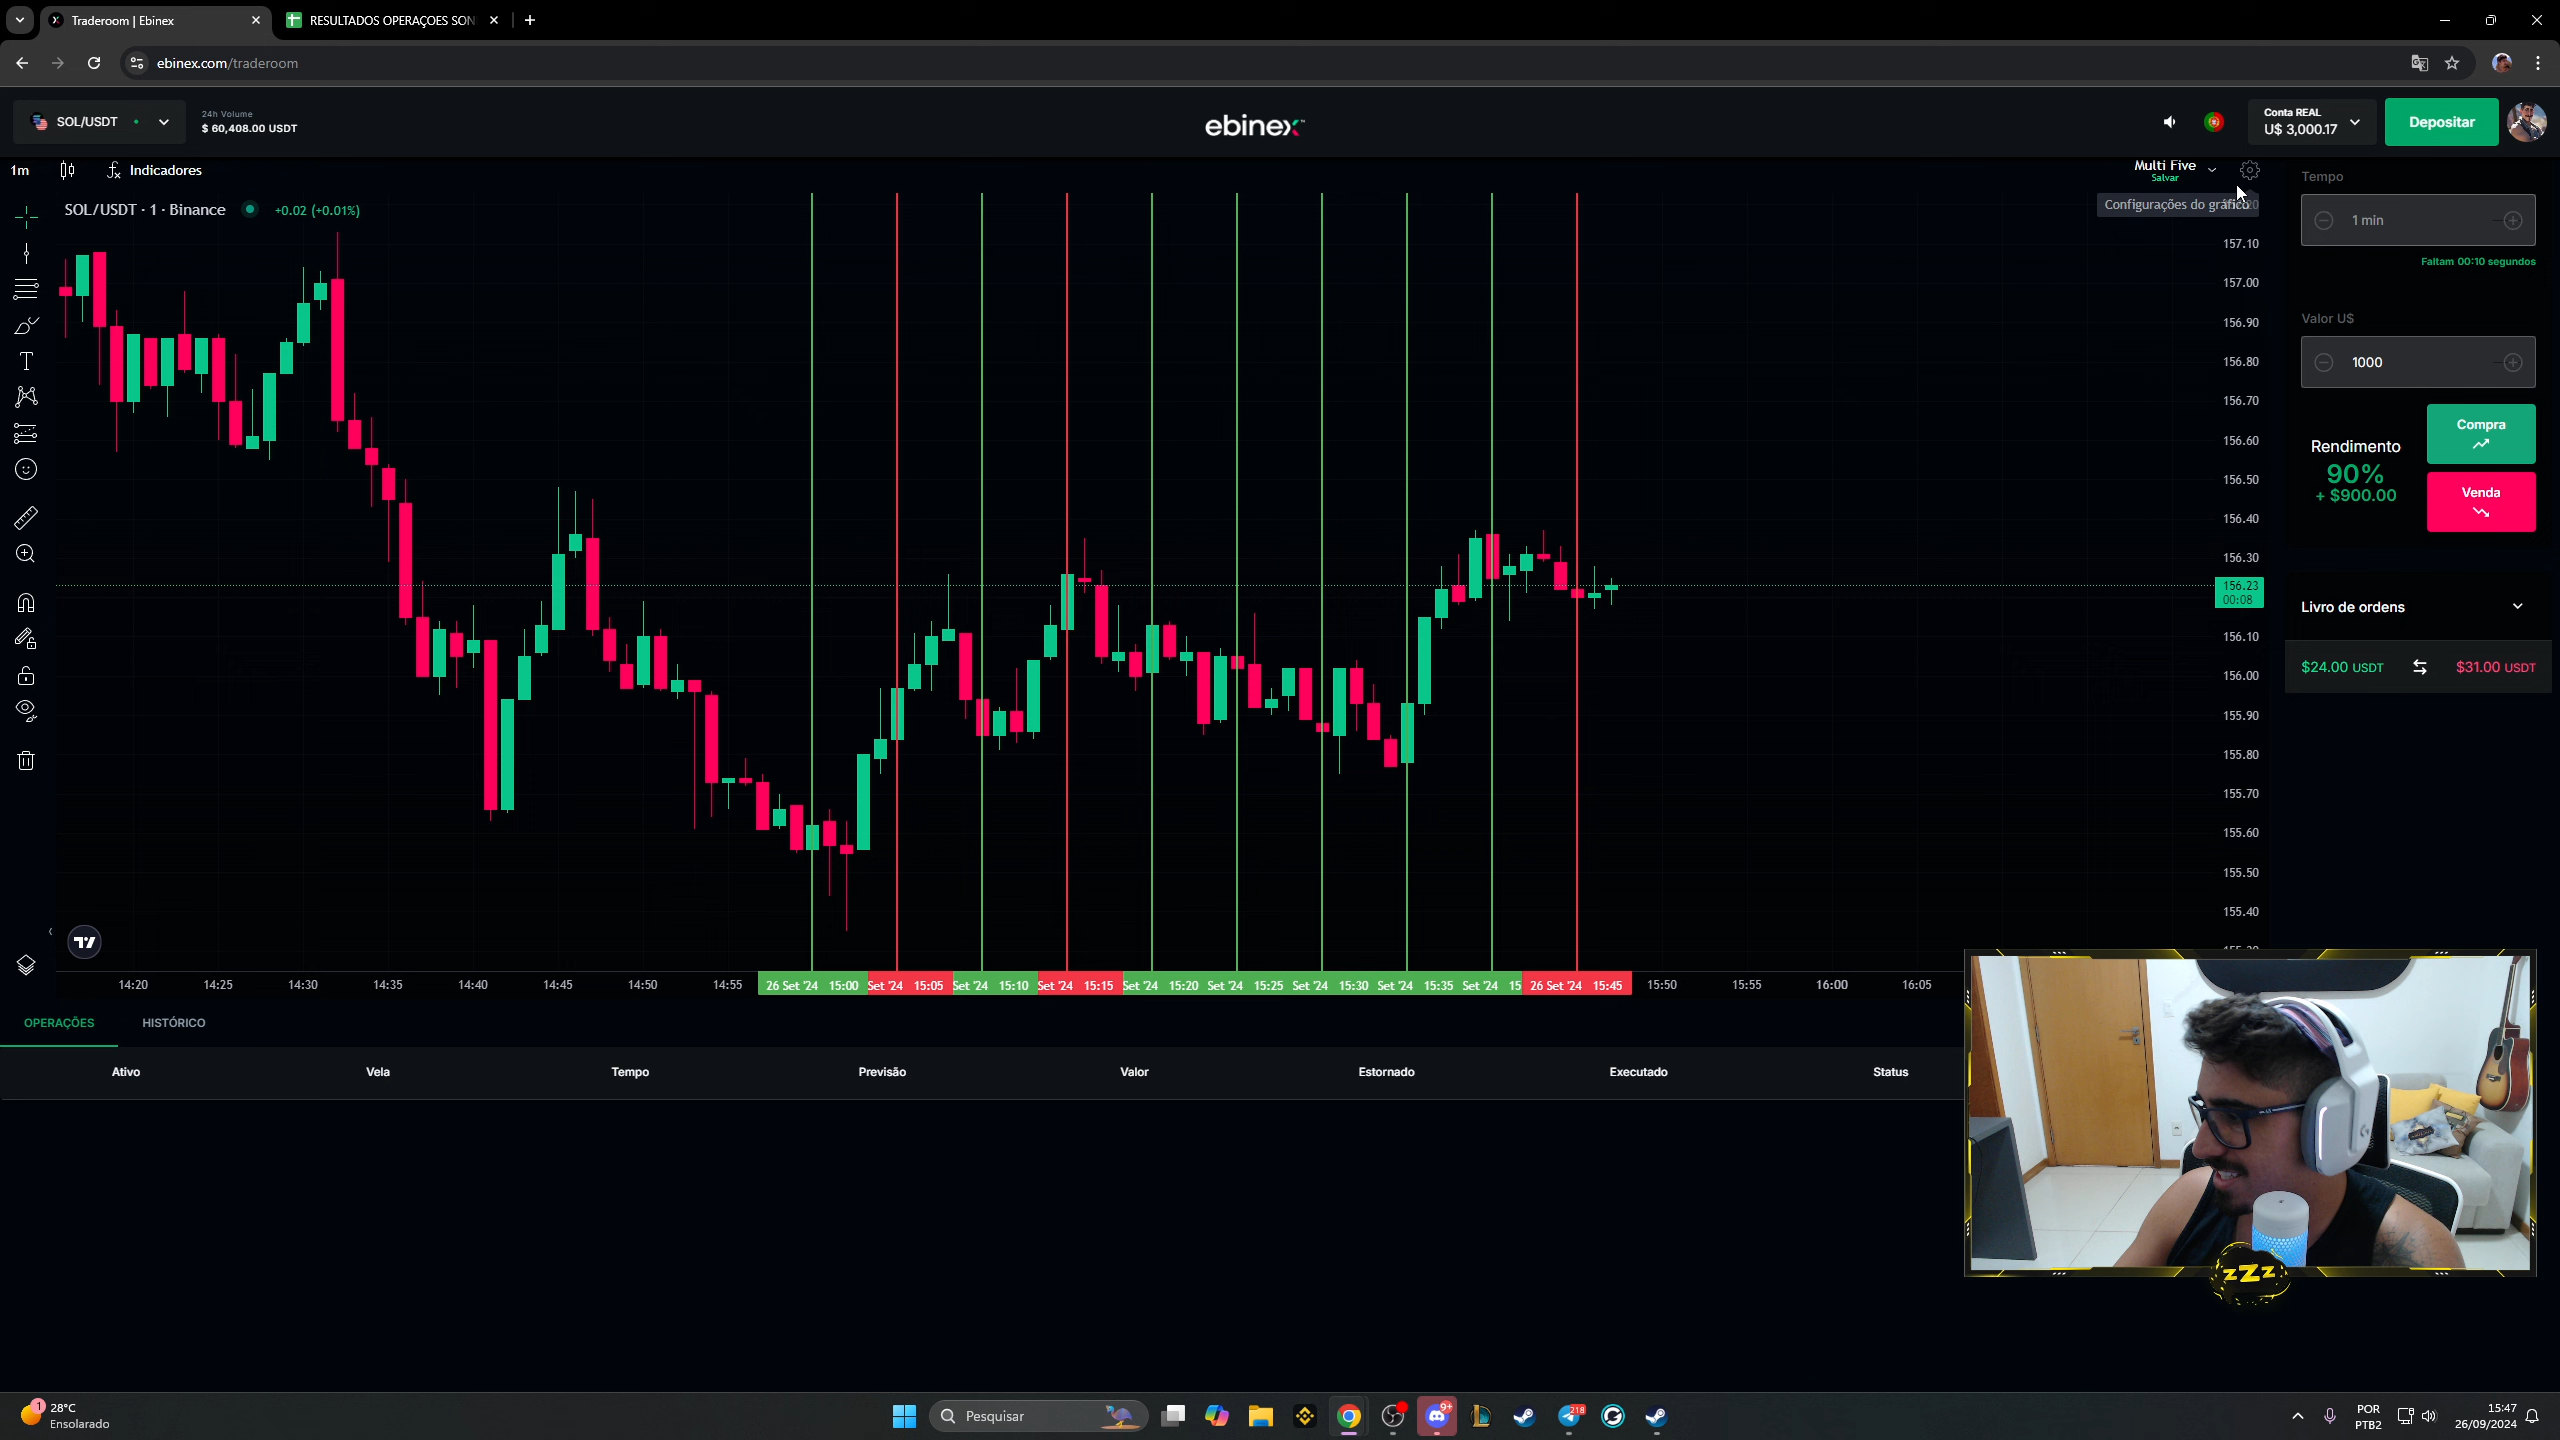 Traderoom | Ebinex
RESULTADOS OPERAÇOES SON
ebinex.com/traderoom
SOL/USDT
24h Volume
$ 60,408.00 USDT
ebinex
Conta REAL
U$ 3,000.17
Depositar
1m
Indicadores
Multi Five
Salvar
Tempo
SOL/USDT · 1 · Binance
+0.02 (+0.01%)
Configurações do gráfico
1 min
Faltam 00:10 segundos
Valor U$
1000
Compra
Rendimento
90%
+ $900.00
Venda
Livro de ordens
$24.00 USDT
$31.00 USDT
157.10
157.00
156.90
156.80
156.70
156.60
156.50
156.40
156.30
156.23
00:08
156.10
156.00
155.90
155.80
155.70
155.60
155.50
155.40
14:20
14:25
14:30
14:35
14:40
14:45
14:50
14:55
26 Set '24 15:00
Set '24 15:05
Set '24 15:10
Set '24 15:15
Set '24 15:20
Set '24 15:25
Set '24 15:30
Set '24 15:35
Set '24 15
26 Set '24 15:45
15:50
15:55
16:00
16:05
OPERAÇÕES
HISTÓRICO
Ativo
Vela
Tempo
Previsão
Valor
Estornado
Executado
Status
zZz
1
28°C
Ensolarado
Pesquisar
9+
218
POR
PTB2
15:47
26/09/2024